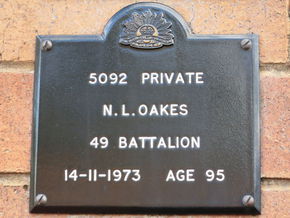 5092 PRIVATE
N.L.OAKES
49 BATTALION
14-11-1973 AGE 95